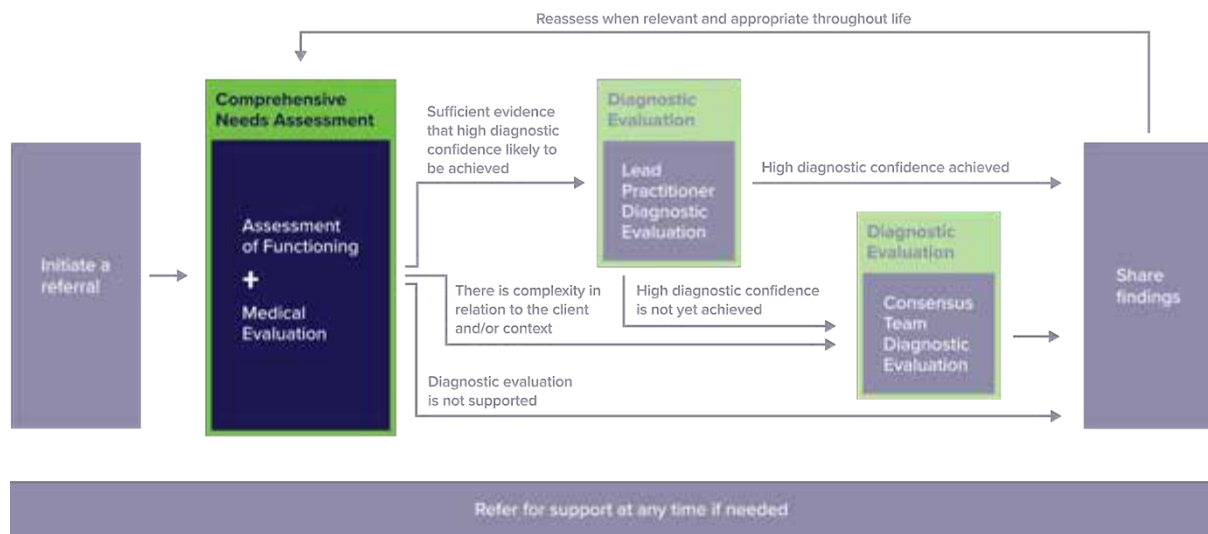 Reassess when relevant and appropriate throughout life
Initiate a
referral
Comprehensive
Needs Assessment
Assessment
of Functioning
+
Medical
Evaluation
Sufficient evidence
that high diagnostic
confidence likely to
be achieved
There is complexity in
relation to the client
and/or context
Diagnostic evaluation
is not supported
Diagnostic
Evaluation
Lead
Practitioner
Diagnostic
Evaluation
High diagnostic confidence achieved
High diagnostic confidence
is not yet achieved
Diagnostic
Evaluation
Consensus
Team
Diagnostic
Evaluation
Share
findings
Refer for support at any time if needed